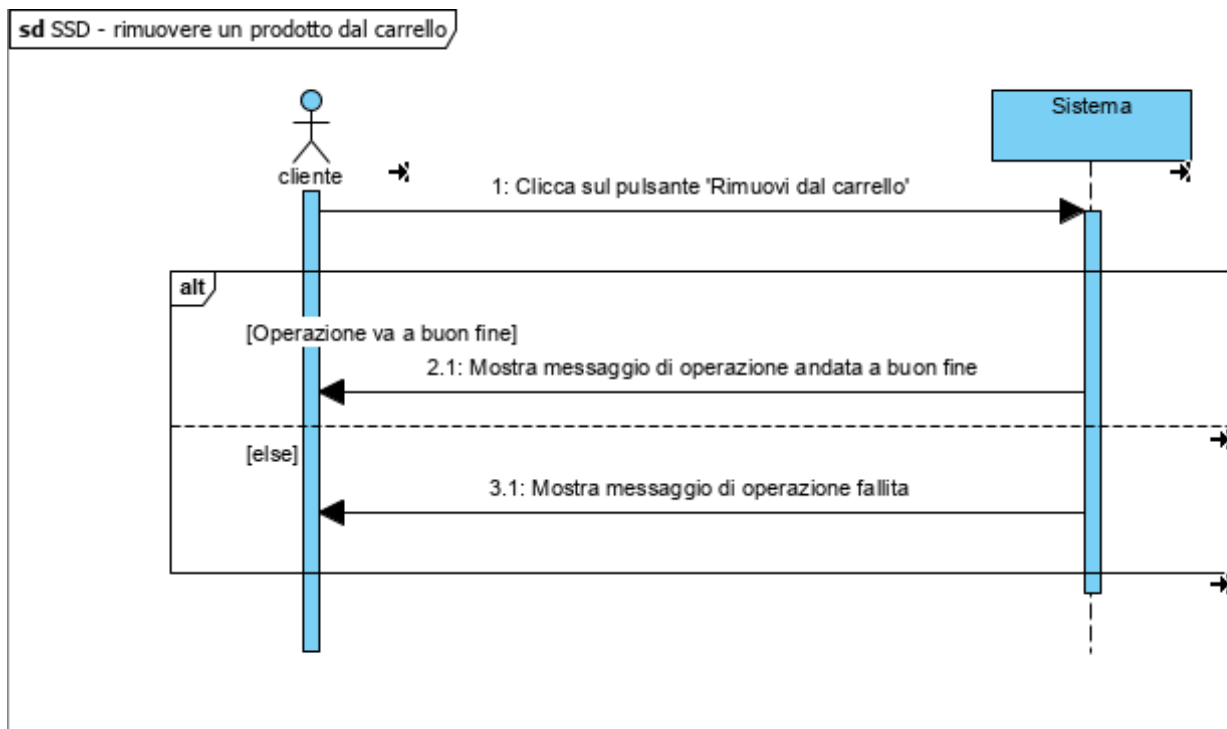 sd SSD - rimuovere un prodotto dal carrello
Sistema
cliente
1: Clicca sul pulsante 'Rimuovi dal carrello'
alt
[Operazione va a buon fine]
2.1: Mostra messaggio di operazione andata a buon fine
[else]
3.1: Mostra messaggio di operazione fallita